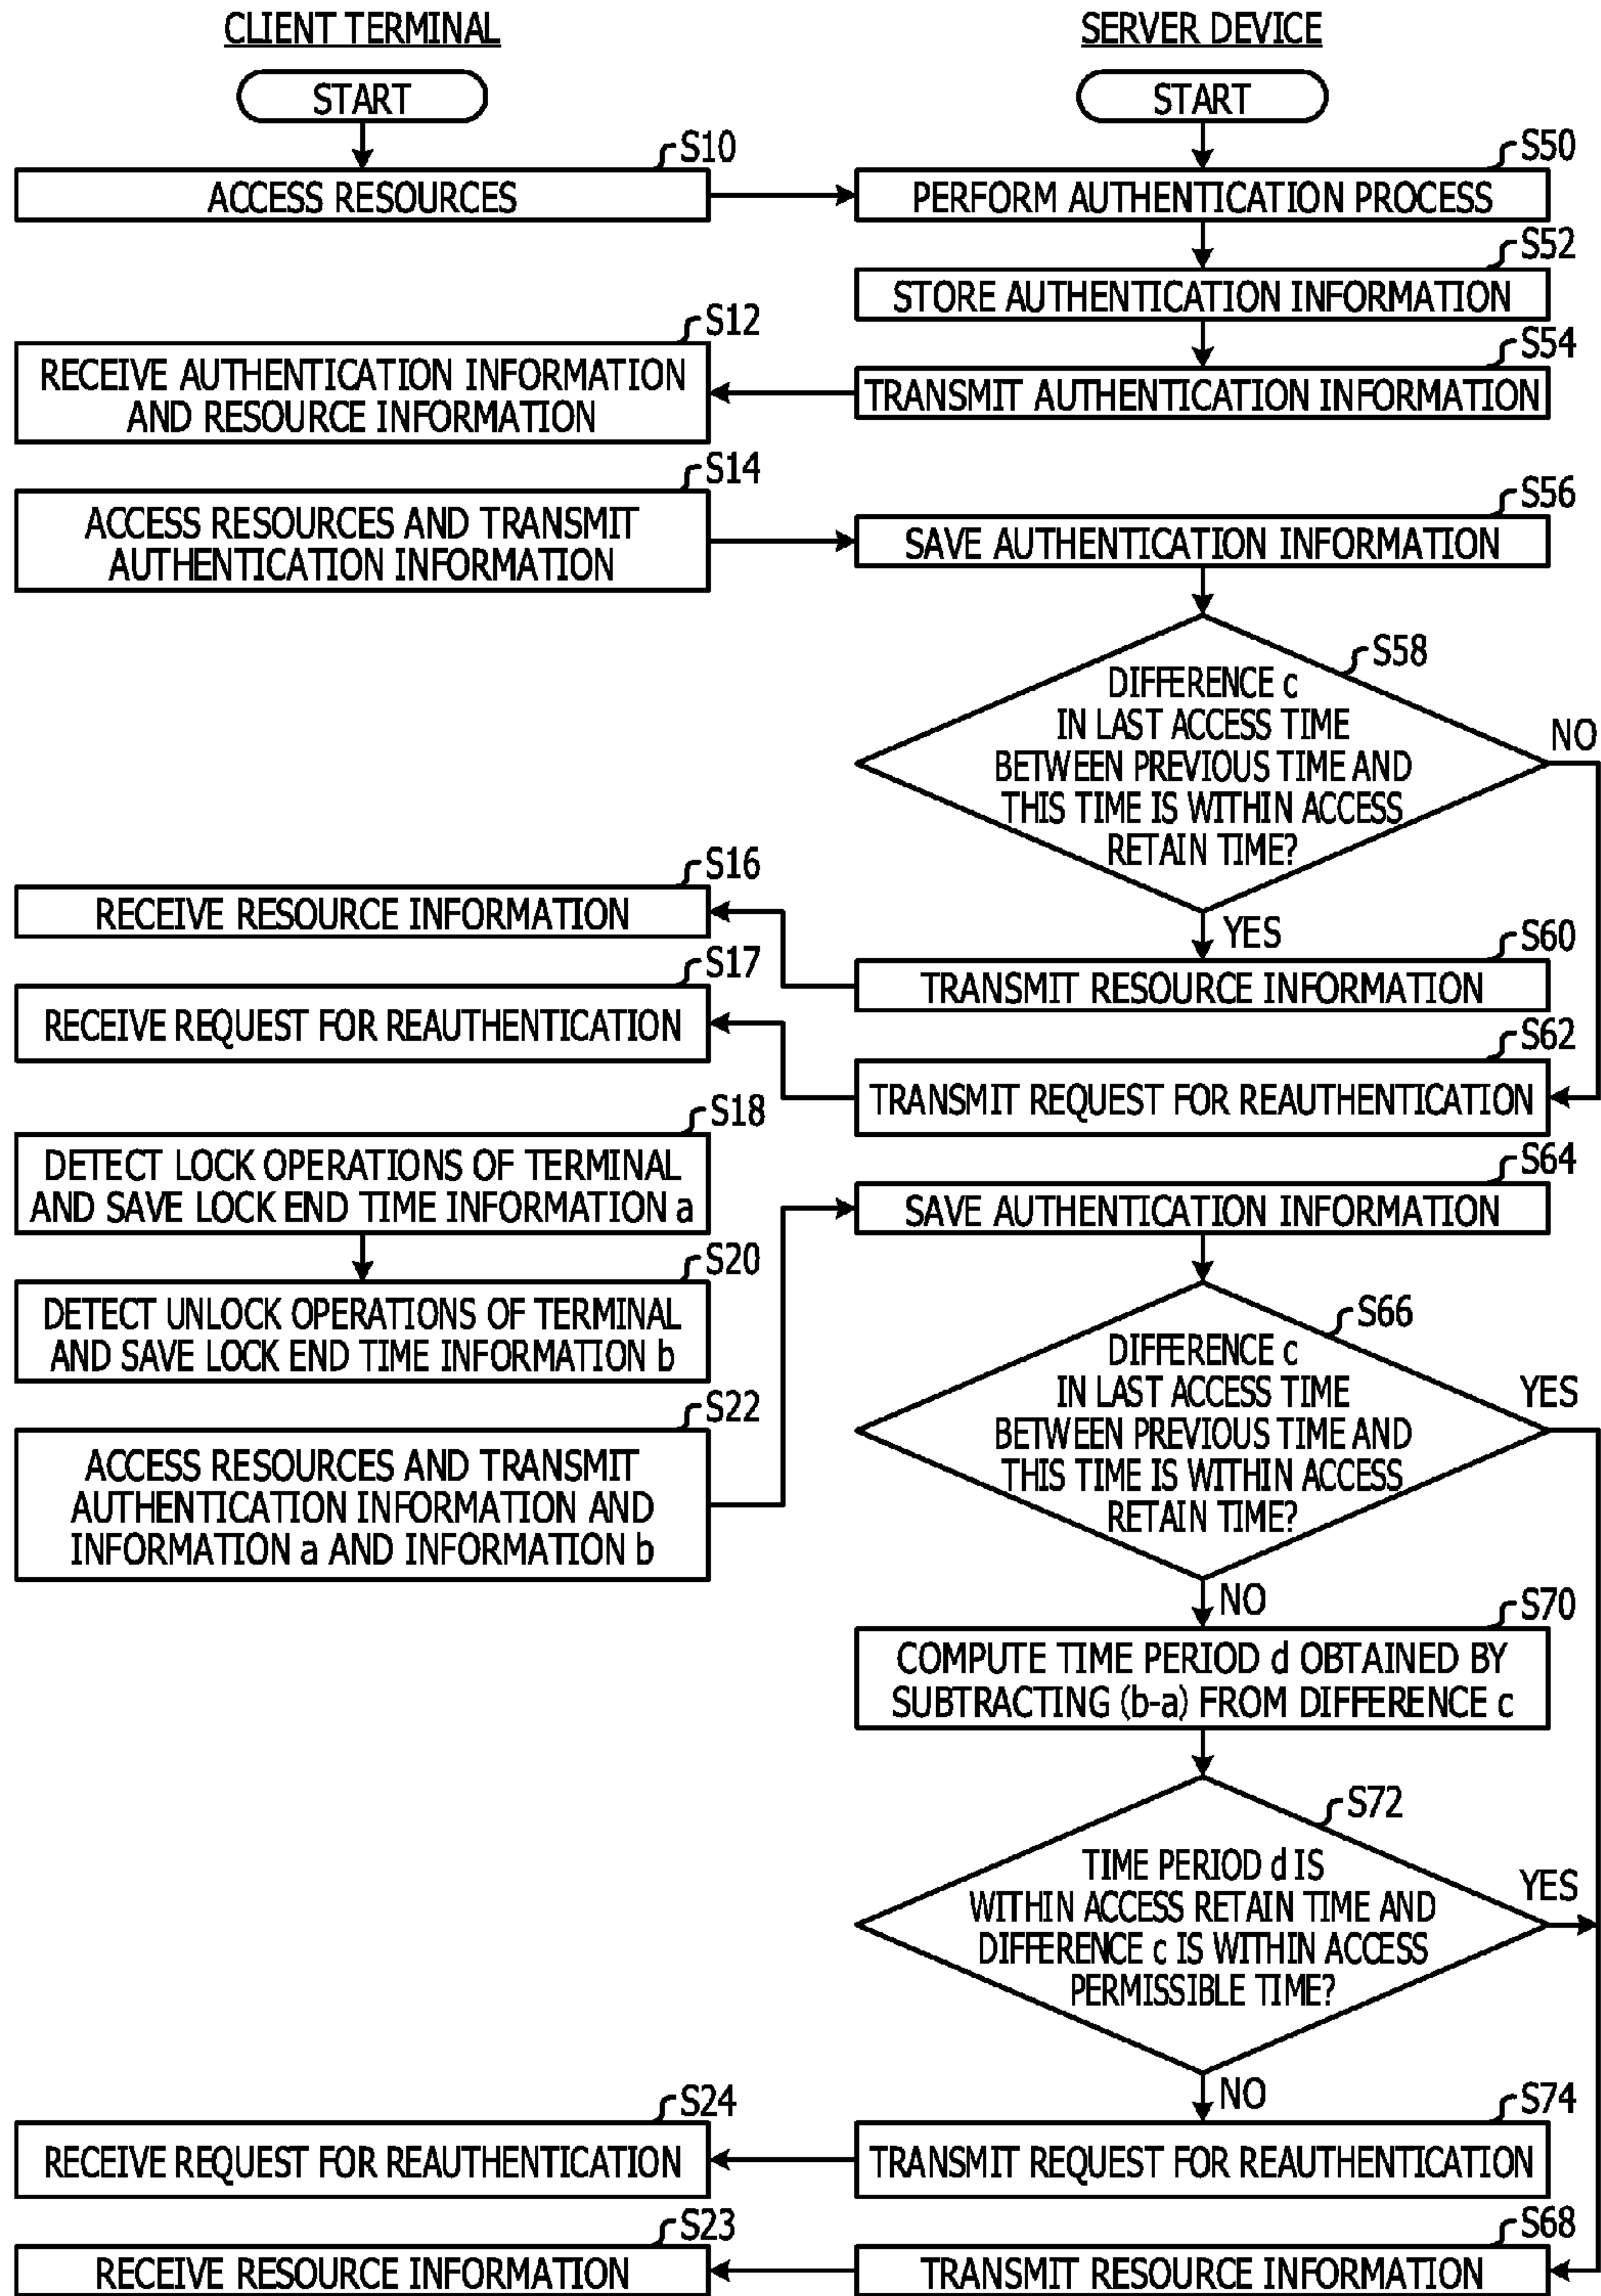 CLIENT TERMINAL
SERVER DEVICE
START
START
S10
ACCESS RESOURCES
S50
PERFORM AUTHENTICATION PROCESS
S52
STORE AUTHENTICATION INFORMATION
S12
RECEIVE AUTHENTICATION INFORMATION
AND RESOURCE INFORMATION
S54
TRANSMIT AUTHENTICATION INFORMATION
S14
ACCESS RESOURCES AND TRANSMIT
AUTHENTICATION INFORMATION
S56
SAVE AUTHENTICATION INFORMATION
S58
DIFFERENCE c
IN LAST ACCESS TIME
BETWEEN PREVIOUS TIME AND
THIS TIME IS WITHIN ACCESS
RETAIN TIME?
NO
YES
S16
RECEIVE RESOURCE INFORMATION
S60
TRANSMIT RESOURCE INFORMATION
S17
RECEIVE REQUEST FOR REAUTHENTICATION
S62
TRANSMIT REQUEST FOR REAUTHENTICATION
S18
DETECT LOCK OPERATIONS OF TERMINAL
AND SAVE LOCK END TIME INFORMATION a
S64
SAVE AUTHENTICATION INFORMATION
S20
DETECT UNLOCK OPERATIONS OF TERMINAL
AND SAVE LOCK END TIME INFORMATION b
S66
DIFFERENCE c
IN LAST ACCESS TIME
BETWEEN PREVIOUS TIME AND
THIS TIME IS WITHIN ACCESS
RETAIN TIME?
YES
NO
S22
ACCESS RESOURCES AND TRANSMIT
AUTHENTICATION INFORMATION AND
INFORMATION a AND INFORMATION b
S70
COMPUTE TIME PERIOD d OBTAINED BY
SUBTRACTING (b-a) FROM DIFFERENCE c
S72
TIME PERIOD d IS
WITHIN ACCESS RETAIN TIME AND
DIFFERENCE c IS WITHIN ACCESS
PERMISSIBLE TIME?
YES
NO
S24
RECEIVE REQUEST FOR REAUTHENTICATION
S74
TRANSMIT REQUEST FOR REAUTHENTICATION
S23
RECEIVE RESOURCE INFORMATION
S68
TRANSMIT RESOURCE INFORMATION